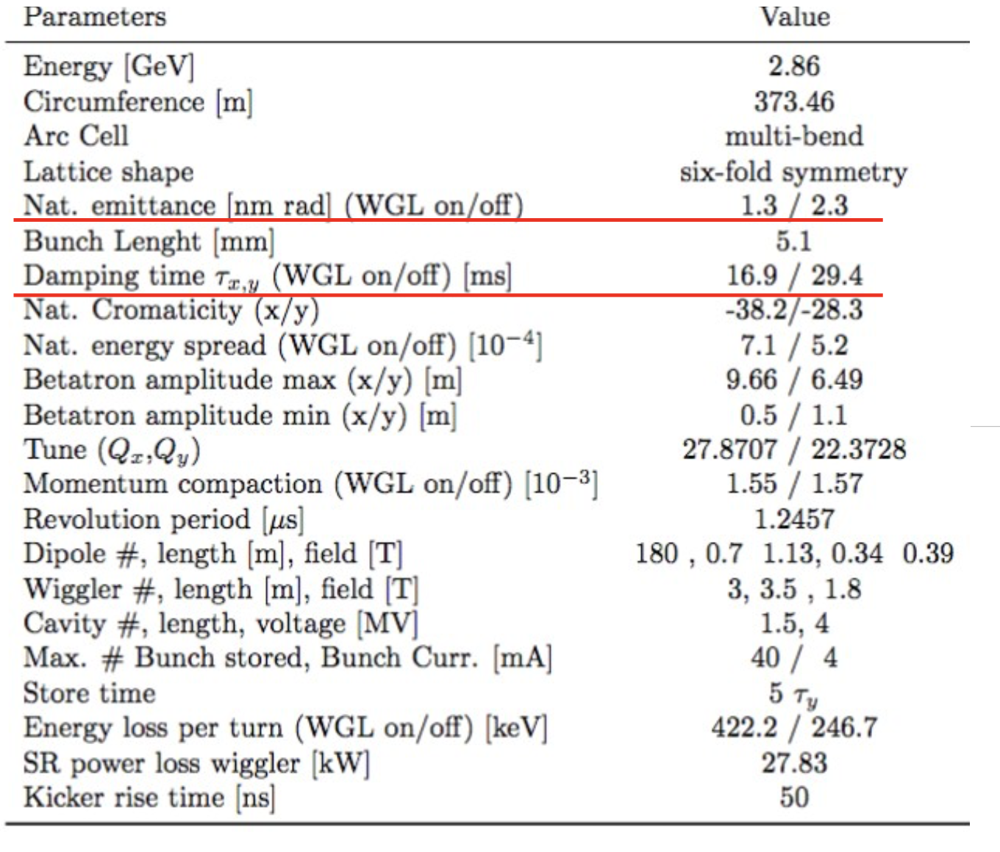 Parameters Value
Energy [GeV] 2.86
Circumference [m] 373.46
Arc Cell multi-bend
Lattice shape six-fold symmetry
Nat. emittance [nm rad] (WGL on/off) 1.3 / 2.3
Bunch Lenght [mm] 5.1
Damping time τx,y (WGL on/off) [ms] 16.9 / 29.4
Nat. Cromaticity (x/y) -38.2/-28.3
Nat. energy spread (WGL on/off) [10−4] 7.1 / 5.2
Betatron amplitude max (x/y) [m] 9.66 / 6.49
Betatron amplitude min (x/y) [m] 0.5 / 1.1
Tune (Qx,Qy) 27.8707 / 22.3728
Momentum compaction (WGL on/off) [10−3] 1.55 / 1.57
Revolution period [μs] 1.2457
Dipole #, length [m], field [T] 180 , 0.7 1.13, 0.34 0.39
Wiggler #, length [m], field [T] 3, 3.5 , 1.8
Cavity #, length, voltage [MV] 1.5, 4
Max. # Bunch stored, Bunch Curr. [mA] 40 / 4
Store time 5 τy
Energy loss per turn (WGL on/off) [keV] 422.2 / 246.7
SR power loss wiggler [kW] 27.83
Kicker rise time [ns] 50